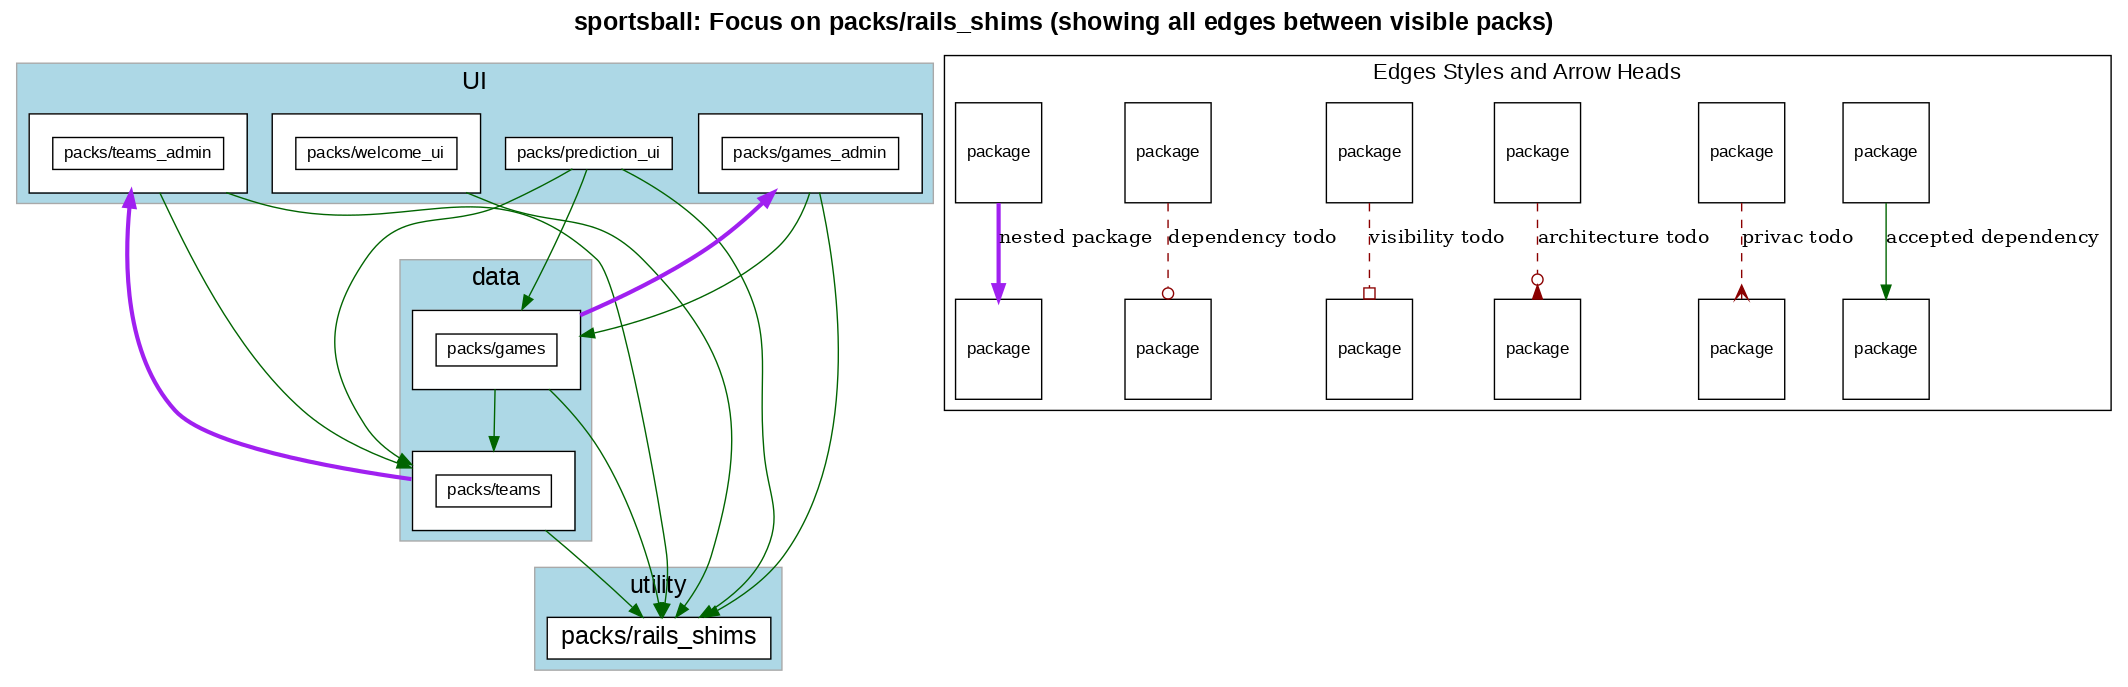 sportsball: Focus on packs/rails_shims (showing all edges between visible packs)
UI
packs/teams_admin
packs/welcome_ui
packs/prediction_ui
packs/games_admin
data
packs/games
packs/teams
utility
packs/rails_shims
Edges Styles and Arrow Heads
package
package
package
package
package
package
nested package
dependency todo
visibility todo
architecture todo
privac todo
accepted dependency
package
package
package
package
package
package